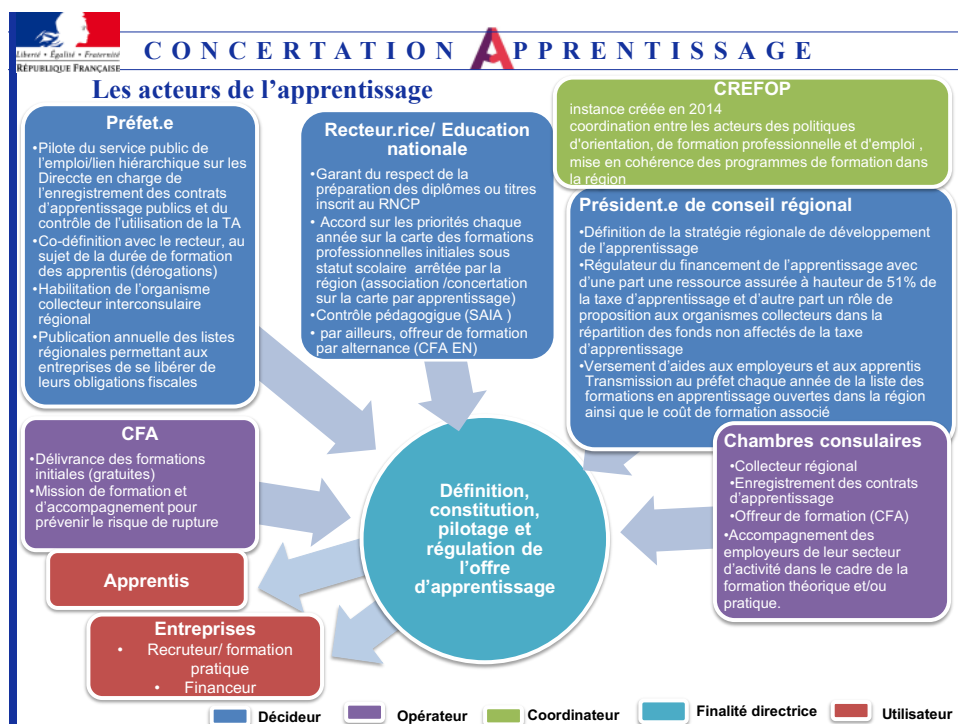 Liberté • Égalité • Fraternité
RÉPUBLIQUE FRANÇAISE
CONCERTATION APPRENTISSAGE
Les acteurs de l'apprentissage
Préfet.e
•Pilote du service public de
l'emploi/lien hiérarchique sur les
Direccte en charge de
l'enregistrement des contrats
d'apprentissage publics et du
contrôle de l'utilisation de la TA
•Co-définition avec le recteur, au
sujet de la durée de formation
des apprentis (dérogations)
•Habilitation de l'organisme
collecteur interconsulaire
régional
•Publication annuelle des listes
régionales permettant aux
entreprises de se libérer de
leurs obligations fiscales
Recteur.rice/ Education
nationale
•Garant du respect de la
préparation des diplômes ou titres
inscrit au RNCP
• Accord sur les priorités chaque
année sur la carte des formations
professionnelles initiales sous
statut scolaire arrêtée par la
région (association /concertation
sur la carte par apprentissage)
•Contrôle pédagogique (SAIA )
• par ailleurs, offreur de formation
par alternance (CFA EN)
CREFOP
instance créée en 2014
coordination entre les acteurs des politiques
d'orientation, de formation professionnelle et d'emploi ,
mise en cohérence des programmes de formation dans
la région
Président.e de conseil régional
•Définition de la stratégie régionale de développement
de l'apprentissage
•Régulateur du financement de l'apprentissage avec
d'une part une ressource assurée à hauteur de 51% de
la taxe d'apprentissage et d'autre part un rôle de
proposition aux organismes collecteurs dans la
répartition des fonds non affectés de la taxe
d'apprentissage
•Versement d'aides aux employeurs et aux apprentis
Transmission au préfet chaque année de la liste des
formations en apprentissage ouvertes dans la région
ainsi que le coût de formation associé
CFA
•Délivrance des formations
initiales (gratuites)
•Mission de formation et
d'accompagnement pour
prévenir le risque de rupture
Définition,
constitution,
pilotage et
régulation de
l'offre
d'apprentissage
Chambres consulaires
•Collecteur régional
•Enregistrement des contrats
d'apprentissage
•Offreur de formation (CFA)
•Accompagnement des
employeurs de leur secteur
d'activité dans le cadre de la
formation théorique et/ou
pratique.
Apprentis
Entreprises
• Recruteur/ formation
pratique
• Financeur
Décideur
Opérateur
Coordinateur
Finalité directrice
Utilisateur